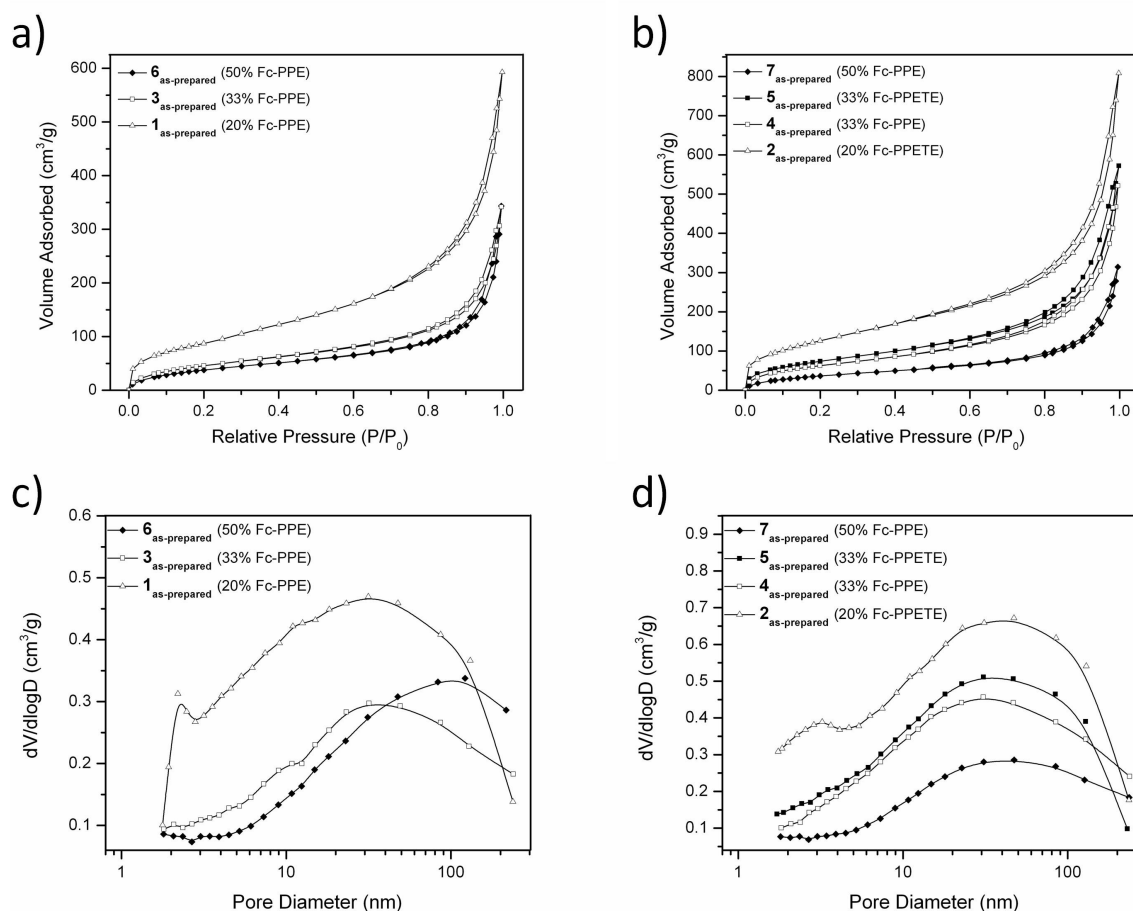 a)
6as-prepared (50% Fc-PPE)
3as-prepared (33% Fc-PPE)
1as-prepared (20% Fc-PPE)
Volume Adsorbed (cm³/g)
600
500
400
300
200
100
0
0.0 0.2 0.4 0.6 0.8 1.0
Relative Pressure (P/P₀)
b)
7as-prepared (50% Fc-PPE)
5as-prepared (33% Fc-PPETE)
4as-prepared (33% Fc-PPE)
2as-prepared (20% Fc-PPETE)
Volume Adsorbed (cm³/g)
800
700
600
500
400
300
200
100
0
0.0 0.2 0.4 0.6 0.8 1.0
Relative Pressure (P/P₀)
c)
6as-prepared (50% Fc-PPE)
3as-prepared (33% Fc-PPE)
1as-prepared (20% Fc-PPE)
dV/dlogD (cm³/g)
0.6
0.5
0.4
0.3
0.2
0.1
1 10 100
Pore Diameter (nm)
d)
7as-prepared (50% Fc-PPE)
5as-prepared (33% Fc-PPETE)
4as-prepared (33% Fc-PPE)
2as-prepared (20% Fc-PPETE)
dV/dlogD (cm³/g)
0.9
0.8
0.7
0.6
0.5
0.4
0.3
0.2
0.1
1 10 100
Pore Diameter (nm)